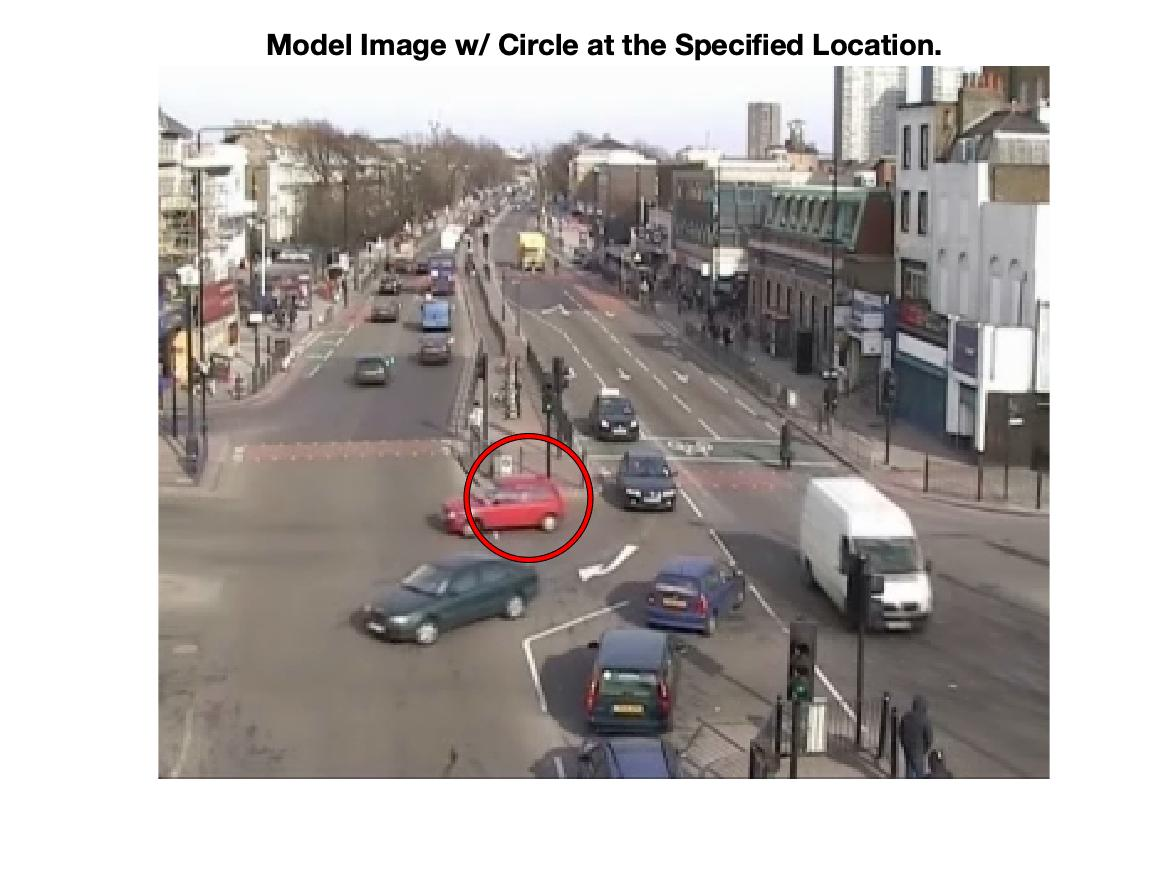 Model Image w/ Circle at the Specified Location.